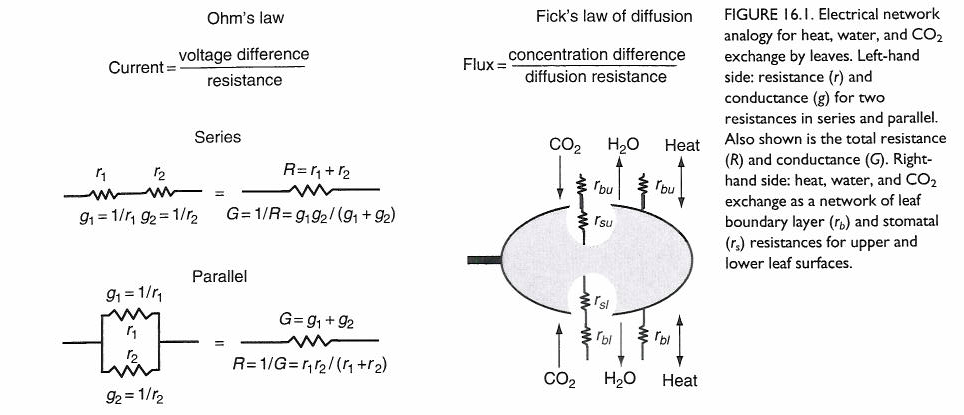 Ohm's law
Current = voltage difference / resistance
Series
r₁ r₂ = R = r₁ + r₂
g₁ = 1/r₁ g₂ = 1/r₂ G = 1/R = g₁g₂/(g₁ + g₂)
Parallel
g₁ = 1/r₁
r₁
r₂
g₂ = 1/r₂
=
G = g₁ + g₂
R = 1/G = r₁r₂/(r₁ + r₂)
Fick's law of diffusion
Flux = concentration difference / diffusion resistance
CO₂ H₂O Heat
rbu rbu
rsu
rsl
rbl rbl
CO₂ H₂O Heat
FIGURE 16.1. Electrical network
analogy for heat, water, and CO₂
exchange by leaves. Left-hand
side: resistance (r) and
conductance (g) for two
resistances in series and parallel.
Also shown is the total resistance
(R) and conductance (G). Right-
hand side: heat, water, and CO₂
exchange as a network of leaf
boundary layer (rb) and stomatal
(rs) resistances for upper and
lower leaf surfaces.